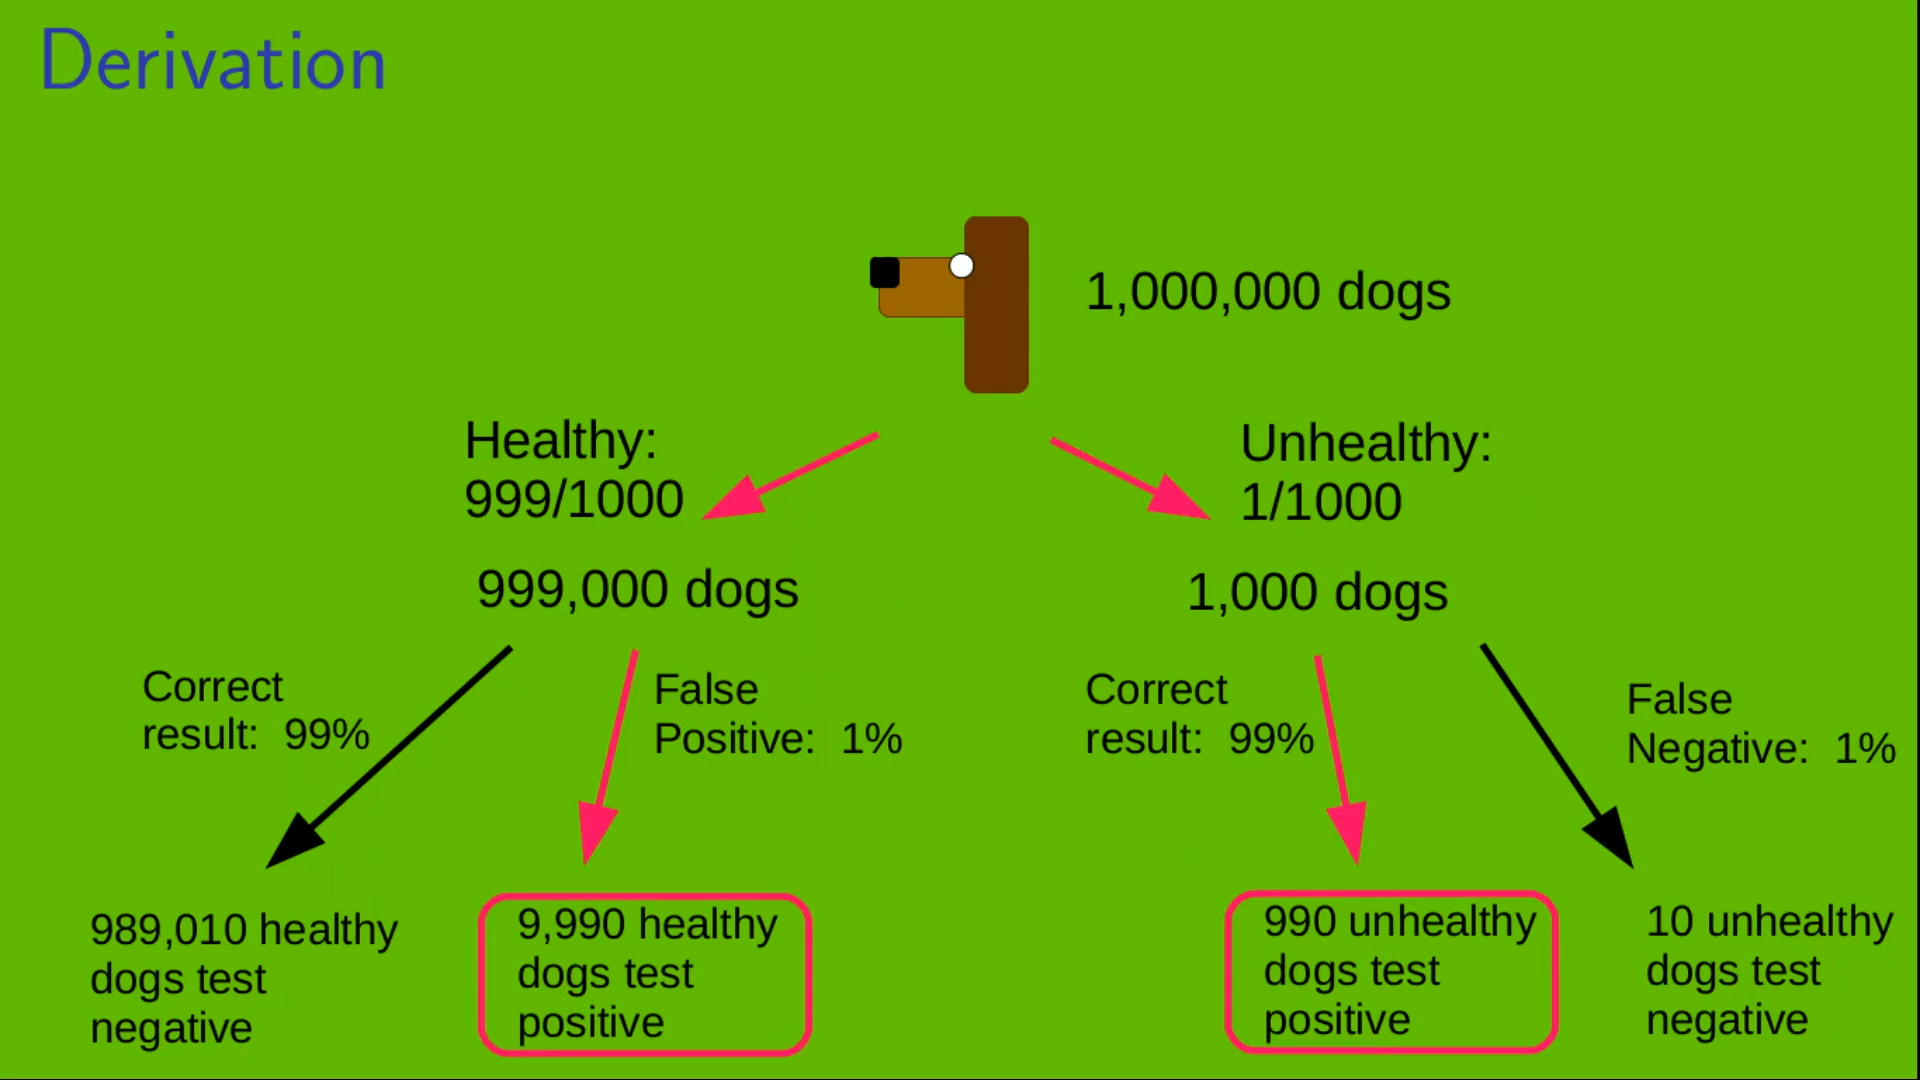 Derivation
1,000,000 dogs
Healthy:
999/1000
Unhealthy:
1/1000
999,000 dogs
1,000 dogs
Correct
result: 99%
False
Positive: 1%
Correct
result: 99%
False
Negative: 1%
989,010 healthy
dogs test
negative
9,990 healthy
dogs test
positive
990 unhealthy
dogs test
positive
10 unhealthy
dogs test
negative